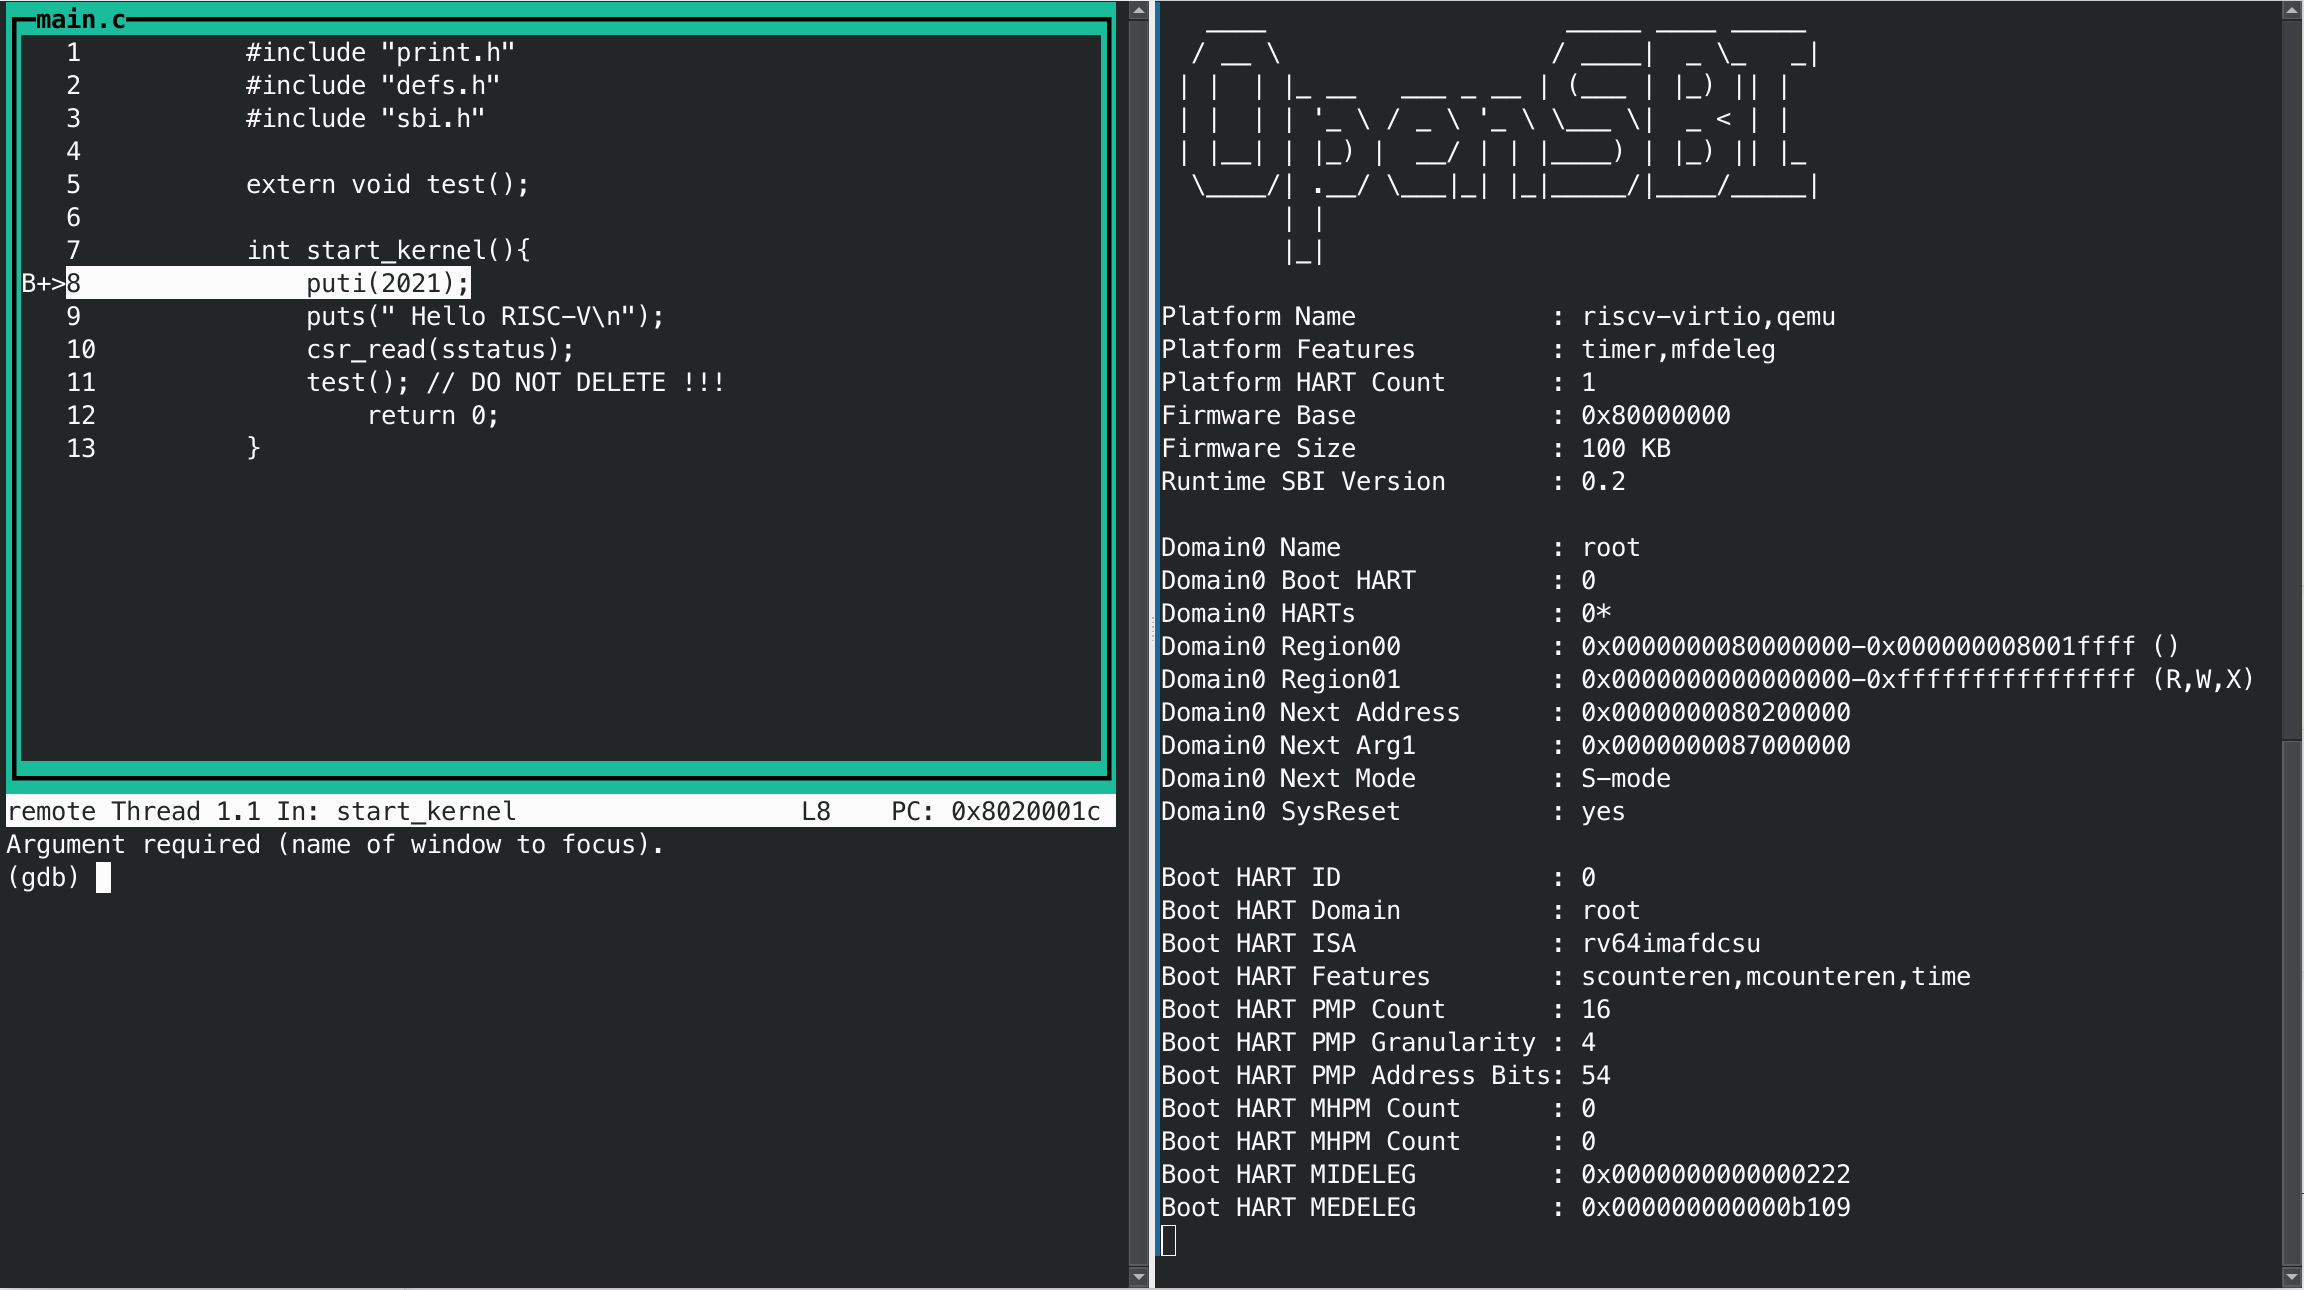 main.c
1 #include "print.h"
2 #include "defs.h"
3 #include "sbi.h"
4
5 extern void test();
6
7 int start_kernel(){
B+>8 puti(2021);
9 puts(" Hello RISC-V\n");
10 csr_read(sstatus);
11 test(); // DO NOT DELETE !!!
12 return 0;
13 }
remote Thread 1.1 In: start_kernel L8 PC: 0x8020001c
Argument required (name of window to focus).
(gdb)
OpenSBI
Platform Name : riscv-virtio,qemu
Platform Features : timer,mfdeleg
Platform HART Count : 1
Firmware Base : 0x80000000
Firmware Size : 100 KB
Runtime SBI Version : 0.2
Domain0 Name : root
Domain0 Boot HART : 0
Domain0 HARTs : 0*
Domain0 Region00 : 0x0000000080000000-0x000000008001ffff ()
Domain0 Region01 : 0x0000000000000000-0xffffffffffffffff (R,W,X)
Domain0 Next Address : 0x0000000080200000
Domain0 Next Arg1 : 0x0000000087000000
Domain0 Next Mode : S-mode
Domain0 SysReset : yes
Boot HART ID : 0
Boot HART Domain : root
Boot HART ISA : rv64imafdcsu
Boot HART Features : scounteren,mcounteren,time
Boot HART PMP Count : 16
Boot HART PMP Granularity : 4
Boot HART PMP Address Bits: 54
Boot HART MHPM Count : 0
Boot HART MHPM Count : 0
Boot HART MIDELEG : 0x0000000000000222
Boot HART MEDELEG : 0x000000000000b109